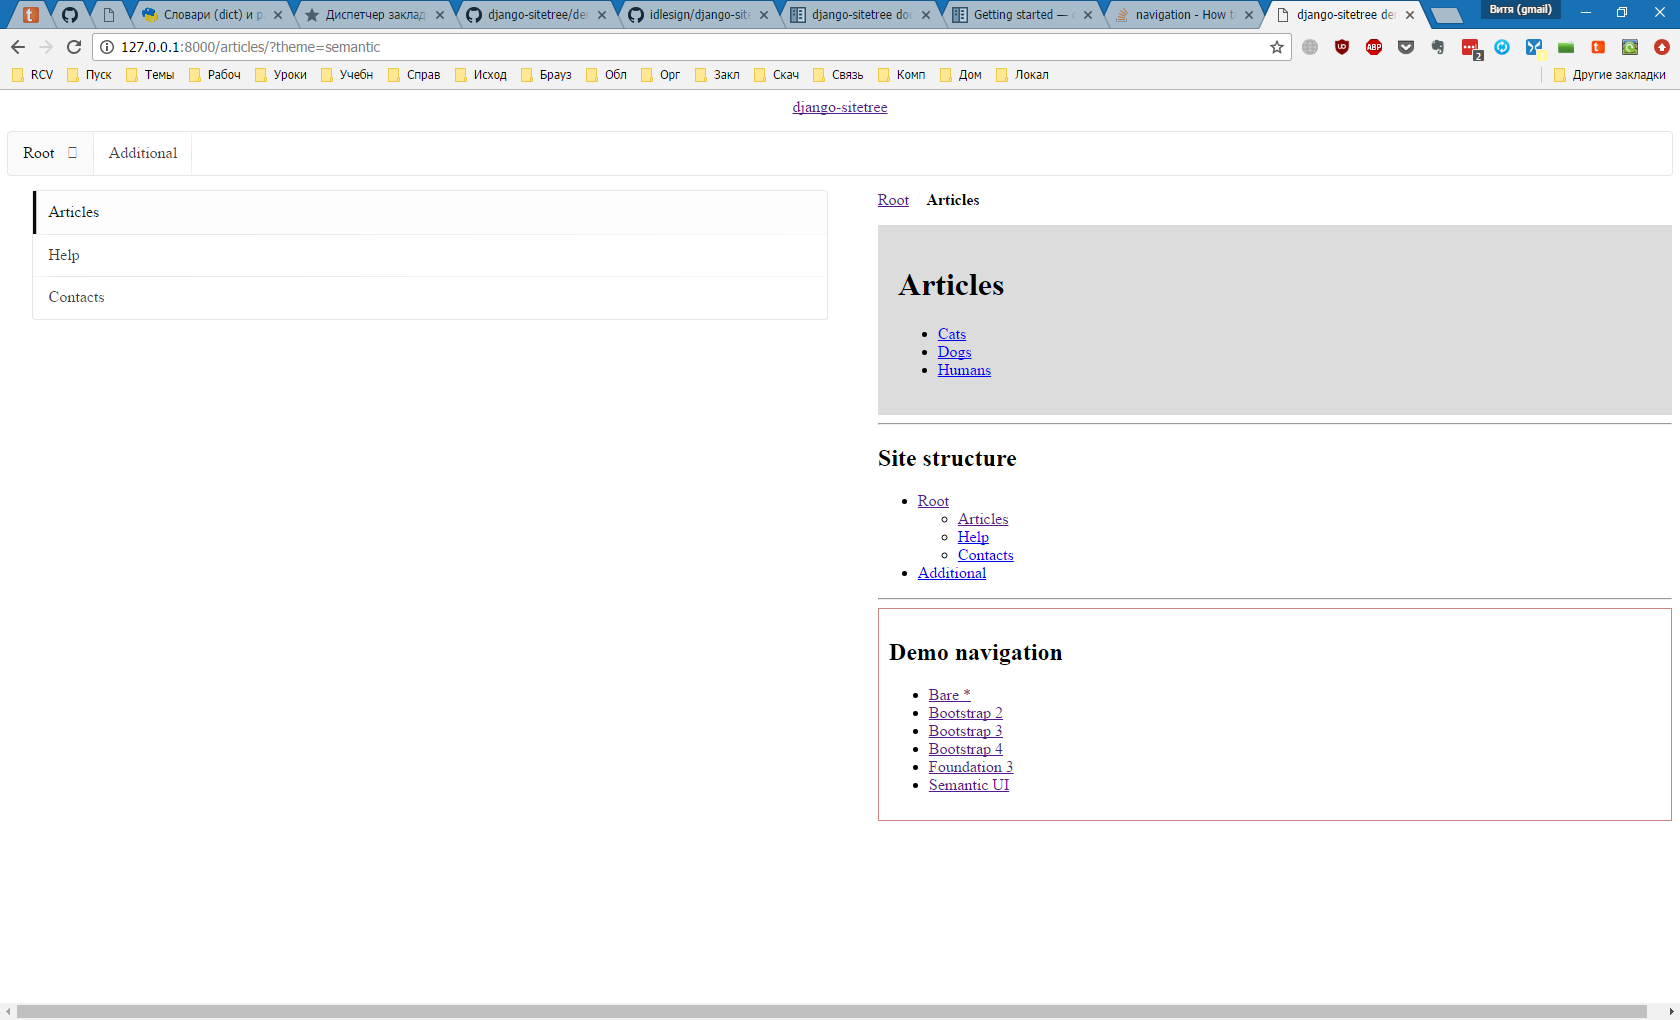 Словари (dict) и р
Диспетчер заклад
django-sitetree/de
idlesign/django-site
django-sitetree do
Getting started —
navigation - How t
django-sitetree de
Витя (gmail)
127.0.0.1:8000/articles/?theme=semantic
2
RCV Пуск Темы Рабоч Уроки Учебн Справ Исход Брауз Обл Орг Закл Скач Связь Комп Дом Локал Другие закладки
django-sitetree
Root Additional
Articles
Help
Contacts
Root Articles
Articles
Cats
Dogs
Humans
Site structure
Root
Articles
Help
Contacts
Additional
Demo navigation
Bare *
Bootstrap 2
Bootstrap 3
Bootstrap 4
Foundation 3
Semantic UI